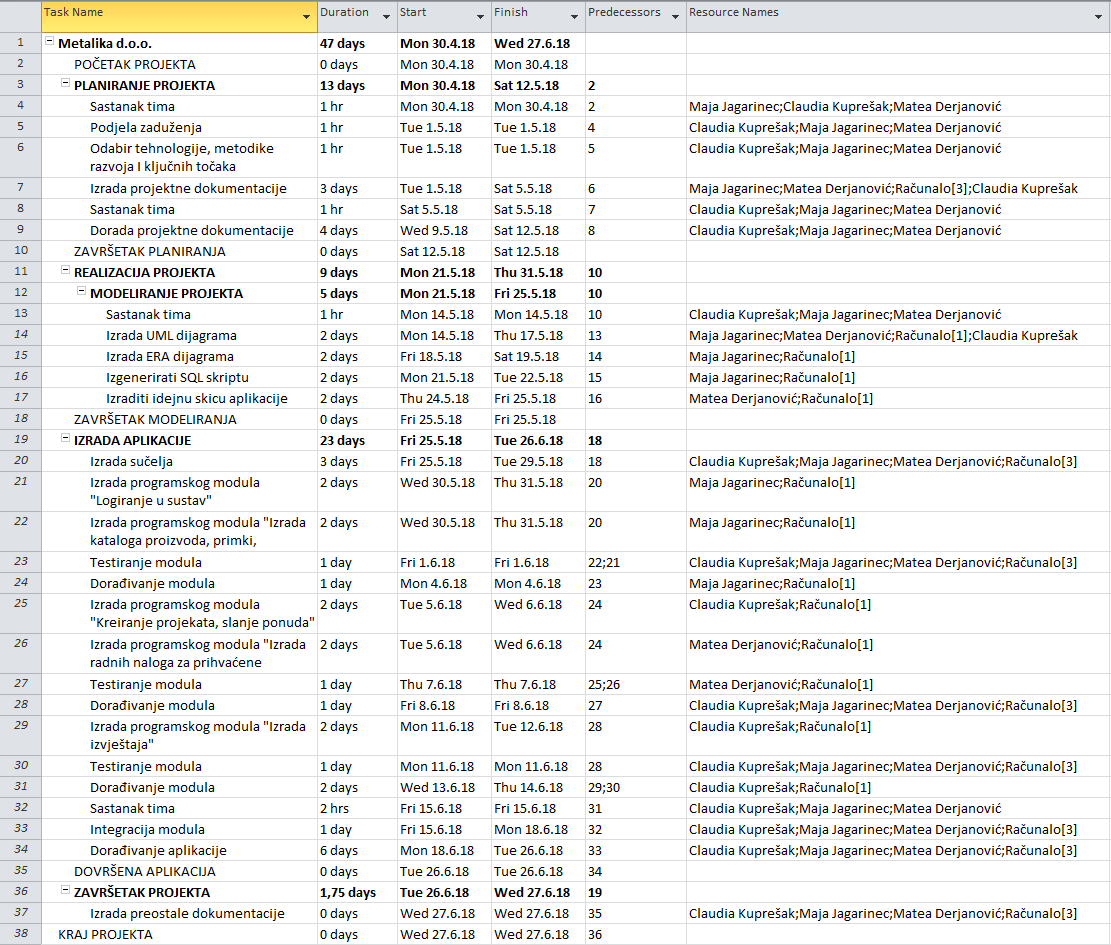 Task Name Duration Start Finish Predecessors Resource Names
1 Metalika d.o.o. 47 days Mon 30.4.18 Wed 27.6.18
2 POČETAK PROJEKTA 0 days Mon 30.4.18 Mon 30.4.18
3 PLANIRANJE PROJEKTA 13 days Mon 30.4.18 Sat 12.5.18 2
4 Sastanak tima 1 hr Mon 30.4.18 Mon 30.4.18 2 Maja Jagarinec;Claudia Kuprešak;Matea Derjanović
5 Podjela zaduženja 1 hr Tue 1.5.18 Tue 1.5.18 4 Claudia Kuprešak;Maja Jagarinec;Matea Derjanović
6 Odabir tehnologije, metodike 1 hr Tue 1.5.18 Tue 1.5.18 5 Claudia Kuprešak;Maja Jagarinec;Matea Derjanović
razvoja I ključnih točaka
7 Izrada projektne dokumentacije 3 days Tue 1.5.18 Sat 5.5.18 6 Maja Jagarinec;Matea Derjanović;Računalo[3];Claudia Kuprešak
8 Sastanak tima 1 hr Sat 5.5.18 Sat 5.5.18 7 Claudia Kuprešak;Maja Jagarinec;Matea Derjanović
9 Dorada projektne dokumentacije 4 days Wed 9.5.18 Sat 12.5.18 8 Claudia Kuprešak;Maja Jagarinec;Matea Derjanović
10 ZAVRŠETAK PLANIRANJA 0 days Sat 12.5.18 Sat 12.5.18
11 REALIZACIJA PROJEKTA 9 days Mon 21.5.18 Thu 31.5.18 10
12 MODELIRANJE PROJEKTA 5 days Mon 21.5.18 Fri 25.5.18 10
13 Sastanak tima 1 hr Mon 14.5.18 Mon 14.5.18 10 Claudia Kuprešak;Maja Jagarinec;Matea Derjanović
14 Izrada UML dijagrama 2 days Mon 14.5.18 Thu 17.5.18 13 Maja Jagarinec;Matea Derjanović;Računalo[1];Claudia Kuprešak
15 Izrada ERA dijagrama 2 days Fri 18.5.18 Sat 19.5.18 14 Maja Jagarinec;Računalo[1]
16 Izgenerirati SQL skriptu 2 days Mon 21.5.18 Tue 22.5.18 15 Maja Jagarinec;Računalo[1]
17 Izraditi idejnu skicu aplikacije 2 days Thu 24.5.18 Fri 25.5.18 16 Matea Derjanović;Računalo[1]
18 ZAVRŠETAK MODELIRANJA 0 days Fri 25.5.18 Fri 25.5.18
19 IZRADA APLIKACIJE 23 days Fri 25.5.18 Tue 26.6.18 18
20 Izrada sučelja 3 days Fri 25.5.18 Tue 29.5.18 18 Claudia Kuprešak;Maja Jagarinec;Matea Derjanović;Računalo[3]
21 Izrada programskog modula 2 days Wed 30.5.18 Thu 31.5.18 20 Maja Jagarinec;Računalo[1]
"Logiranje u sustav"
22 Izrada programskog modula "Izrada 2 days Wed 30.5.18 Thu 31.5.18 20 Maja Jagarinec;Računalo[1]
kataloga proizvoda, primki,
23 Testiranje modula 1 day Fri 1.6.18 Fri 1.6.18 22;21 Claudia Kuprešak;Maja Jagarinec;Matea Derjanović;Računalo[3]
24 Dorađivanje modula 1 day Mon 4.6.18 Mon 4.6.18 23 Maja Jagarinec;Računalo[1]
25 Izrada programskog modula 2 days Tue 5.6.18 Wed 6.6.18 24 Claudia Kuprešak;Računalo[1]
"Kreiranje projekata, slanje ponuda"
26 Izrada programskog modula "Izrada 2 days Tue 5.6.18 Wed 6.6.18 24 Matea Derjanović;Računalo[1]
radnih naloga za prihvaćene
27 Testiranje modula 1 day Thu 7.6.18 Thu 7.6.18 25;26 Matea Derjanović;Računalo[1]
28 Dorađivanje modula 1 day Fri 8.6.18 Fri 8.6.18 27 Claudia Kuprešak;Maja Jagarinec;Matea Derjanović;Računalo[3]
29 Izrada programskog modula "Izrada 2 days Mon 11.6.18 Tue 12.6.18 28 Claudia Kuprešak;Računalo[1]
izvještaja"
30 Testiranje modula 1 day Mon 11.6.18 Mon 11.6.18 28 Claudia Kuprešak;Maja Jagarinec;Matea Derjanović;Računalo[3]
31 Dorađivanje modula 2 days Wed 13.6.18 Thu 14.6.18 29;30 Claudia Kuprešak;Računalo[1]
32 Sastanak tima 2 hrs Fri 15.6.18 Fri 15.6.18 31 Claudia Kuprešak;Maja Jagarinec;Matea Derjanović
33 Integracija modula 1 day Fri 15.6.18 Mon 18.6.18 32 Claudia Kuprešak;Maja Jagarinec;Matea Derjanović;Računalo[3]
34 Dorađivanje aplikacije 6 days Mon 18.6.18 Tue 26.6.18 33 Claudia Kuprešak;Maja Jagarinec;Matea Derjanović;Računalo[3]
35 DOVRŠENA APLIKACIJA 0 days Tue 26.6.18 Tue 26.6.18 34
36 ZAVRŠETAK PROJEKTA 1,75 days Tue 26.6.18 Wed 27.6.18 19
37 Izrada preostale dokumentacije 0 days Wed 27.6.18 Wed 27.6.18 35 Claudia Kuprešak;Maja Jagarinec;Matea Derjanović;Računalo[3]
38 KRAJ PROJEKTA 0 days Wed 27.6.18 Wed 27.6.18 36